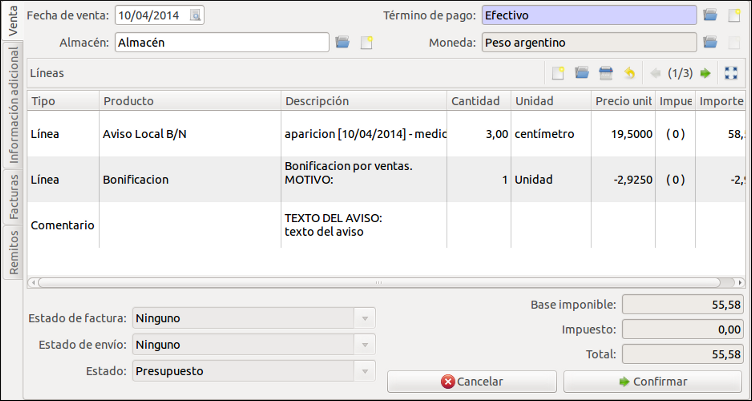 Venta
Información adicional
Facturas
Remitos
Fecha de venta: 10/04/2014 Término de pago: Efectivo
Almacén: Almacén Moneda: Peso argentino
Líneas (1/3)
Tipo Producto Descripción Cantidad Unidad Precio unit Impue Importe
Línea Aviso Local B/N aparicion [10/04/2014] - medic 3,00 centímetro 19,5000 ( 0 ) 58,
Bonificacion por ventas.
Línea Bonificacion MOTIVO: 1 Unidad -2,9250 ( 0 ) -2,9
TEXTO DEL AVISO:
Comentario texto del aviso
Base imponible: 55,58
Estado de factura: Ninguno
Impuesto: 0,00
Estado de envío: Ninguno
Total: 55,58
Estado: Presupuesto
Cancelar Confirmar